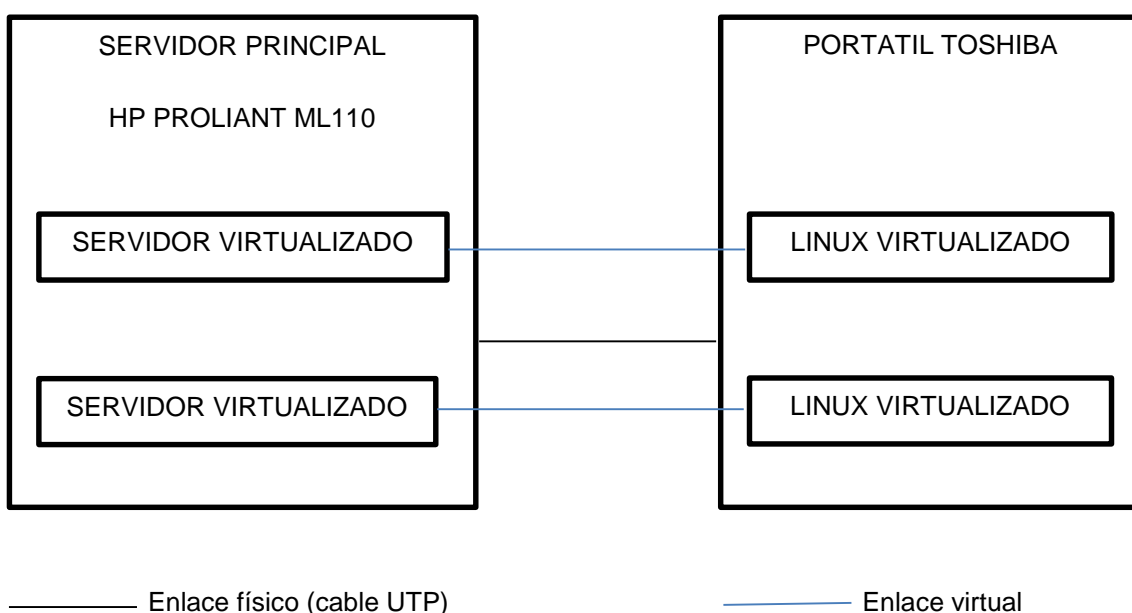 SERVIDOR PRINCIPAL
HP PROLIANT ML110
SERVIDOR VIRTUALIZADO
SERVIDOR VIRTUALIZADO
PORTATIL TOSHIBA
LINUX VIRTUALIZADO
LINUX VIRTUALIZADO
Enlace físico (cable UTP)
Enlace virtual